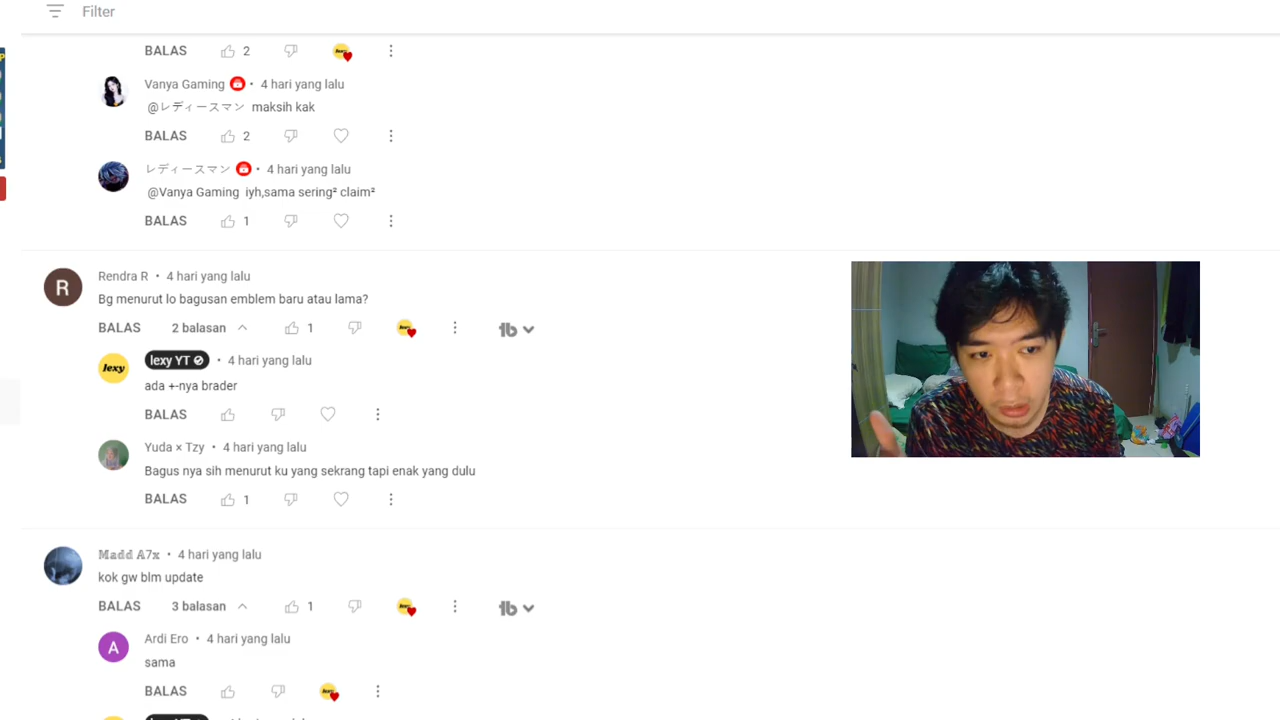 Filter
BALAS 2
Vanya Gaming • 4 hari yang lalu
@レディースマン maksih kak
BALAS 2
レディースマン • 4 hari yang lalu
@Vanya Gaming iyh,sama sering² claim²
BALAS 1
Rendra R • 4 hari yang lalu
R
Bg menurut lo bagusan emblem baru atau lama?
BALAS 2 balasan 1 tb
lexy lexy YT • 4 hari yang lalu
ada +-nya brader
BALAS
Yuda × Tzy • 4 hari yang lalu
Bagus nya sih menurut ku yang sekrang tapi enak yang dulu
BALAS 1
𝕄𝕒𝕕𝕕 𝔸𝟟𝕩 • 4 hari yang lalu
kok gw blm update
BALAS 3 balasan 1 tb
Ardi Ero • 4 hari yang lalu
A
sama
BALAS